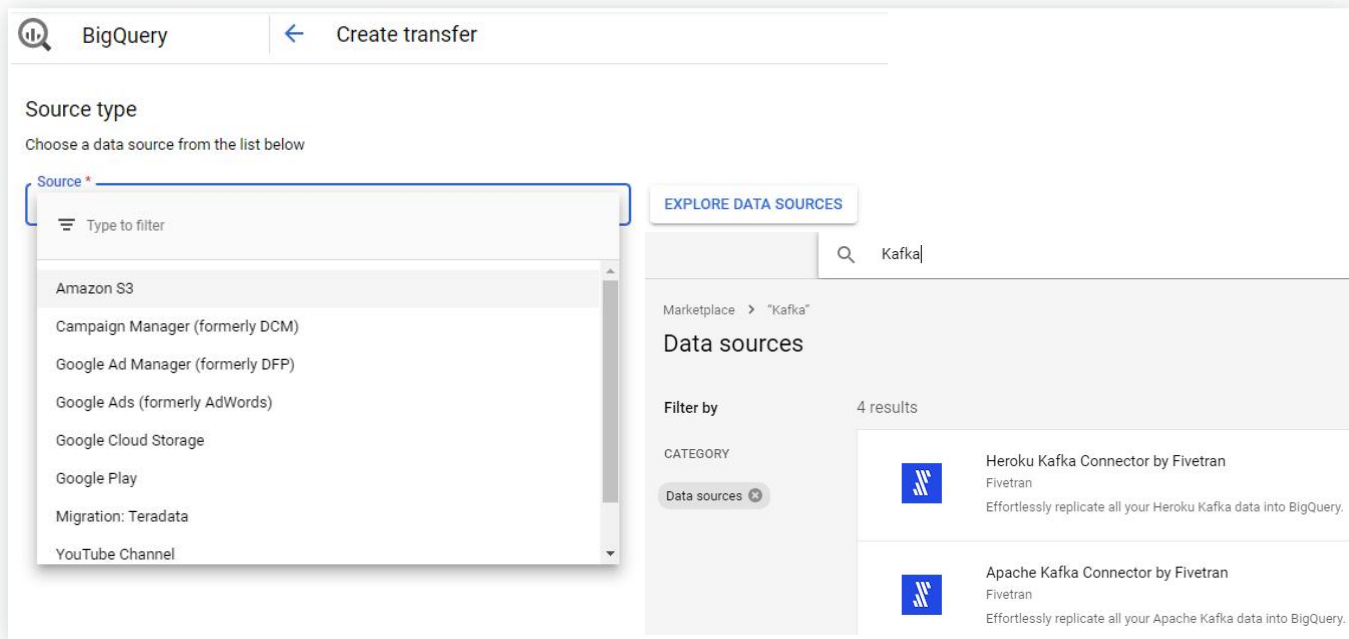 BigQuery
Create transfer
Source type
Choose a data source from the list below
Source *
Type to filter
Amazon S3
Campaign Manager (formerly DCM)
Google Ad Manager (formerly DFP)
Google Ads (formerly AdWords)
Google Cloud Storage
Google Play
Migration: Teradata
YouTube Channel
EXPLORE DATA SOURCES
Kafka
Marketplace > "Kafka"
Data sources
Filter by
CATEGORY
Data sources
4 results
Heroku Kafka Connector by Fivetran
Fivetran
Effortlessly replicate all your Heroku Kafka data into BigQuery.
Apache Kafka Connector by Fivetran
Fivetran
Effortlessly replicate all your Apache Kafka data into BigQuery.